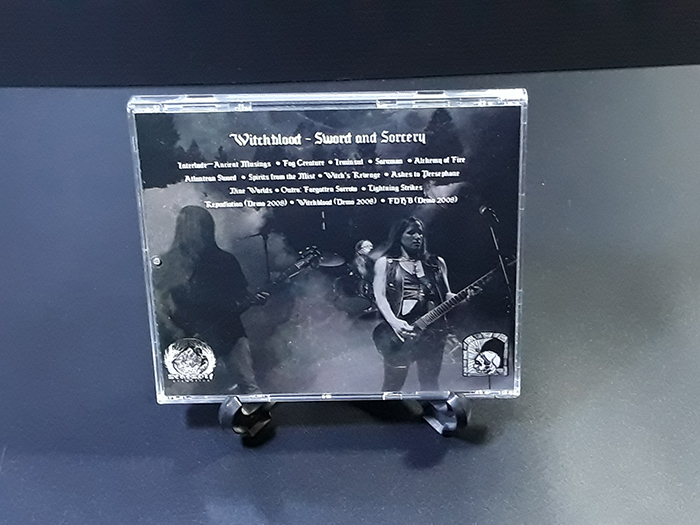 Witchblood - Sword and Sorcery
Interlude-Ancient Musings • Fog Creature • Irminsul • Saruman • Alchemy of Fire
Atlantean Sword • Spirits from the Mist • Witch's Revenge • Ashes to Persephone
Nine Worlds • Outro: Forgotten Sorrow • Lightning Strikes
(Demo 2008) • Witchblood (Demo 2008) • FDHB (Demo 2008)